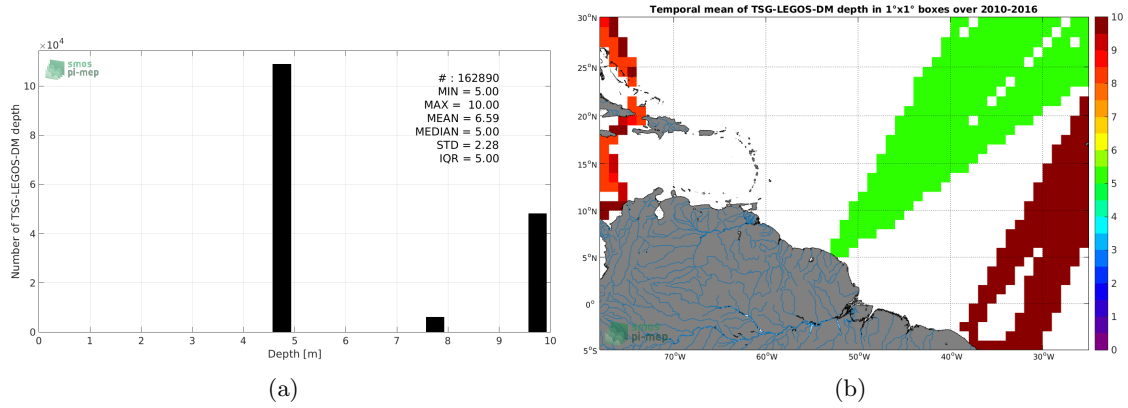 ×10⁴
smos
pi-mep
# : 162890
MIN = 5.00
MAX = 10.00
MEAN = 6.59
MEDIAN = 5.00
STD = 2.28
IQR = 5.00
10
8
6
4
2
0
Number of TSG-LEGOS-DM depth
0 1 2 3 4 5 6 7 8 9 10
Depth [m]
(a)
Temporal mean of TSG-LEGOS-DM depth in 1°x1° boxes over 2010-2016
30°N
25°N
20°N
15°N
10°N
5°N
0°
5°S
70°W 60°W 50°W 40°W 30°W
smos
pi-mep
10
9
8
7
6
5
4
3
2
1
0
(b)